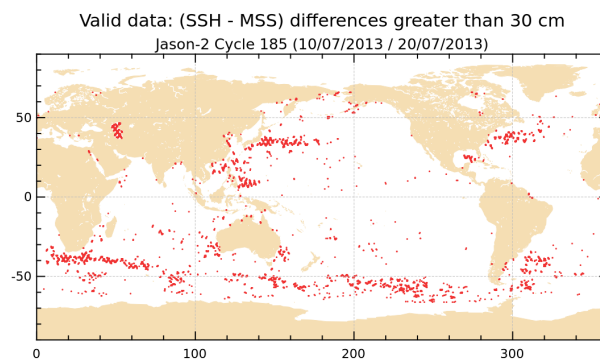 Valid data: (SSH - MSS) differences greater than 30 cm
Jason-2 Cycle 185 (10/07/2013 / 20/07/2013)
50
0
-50
0 100 200 300